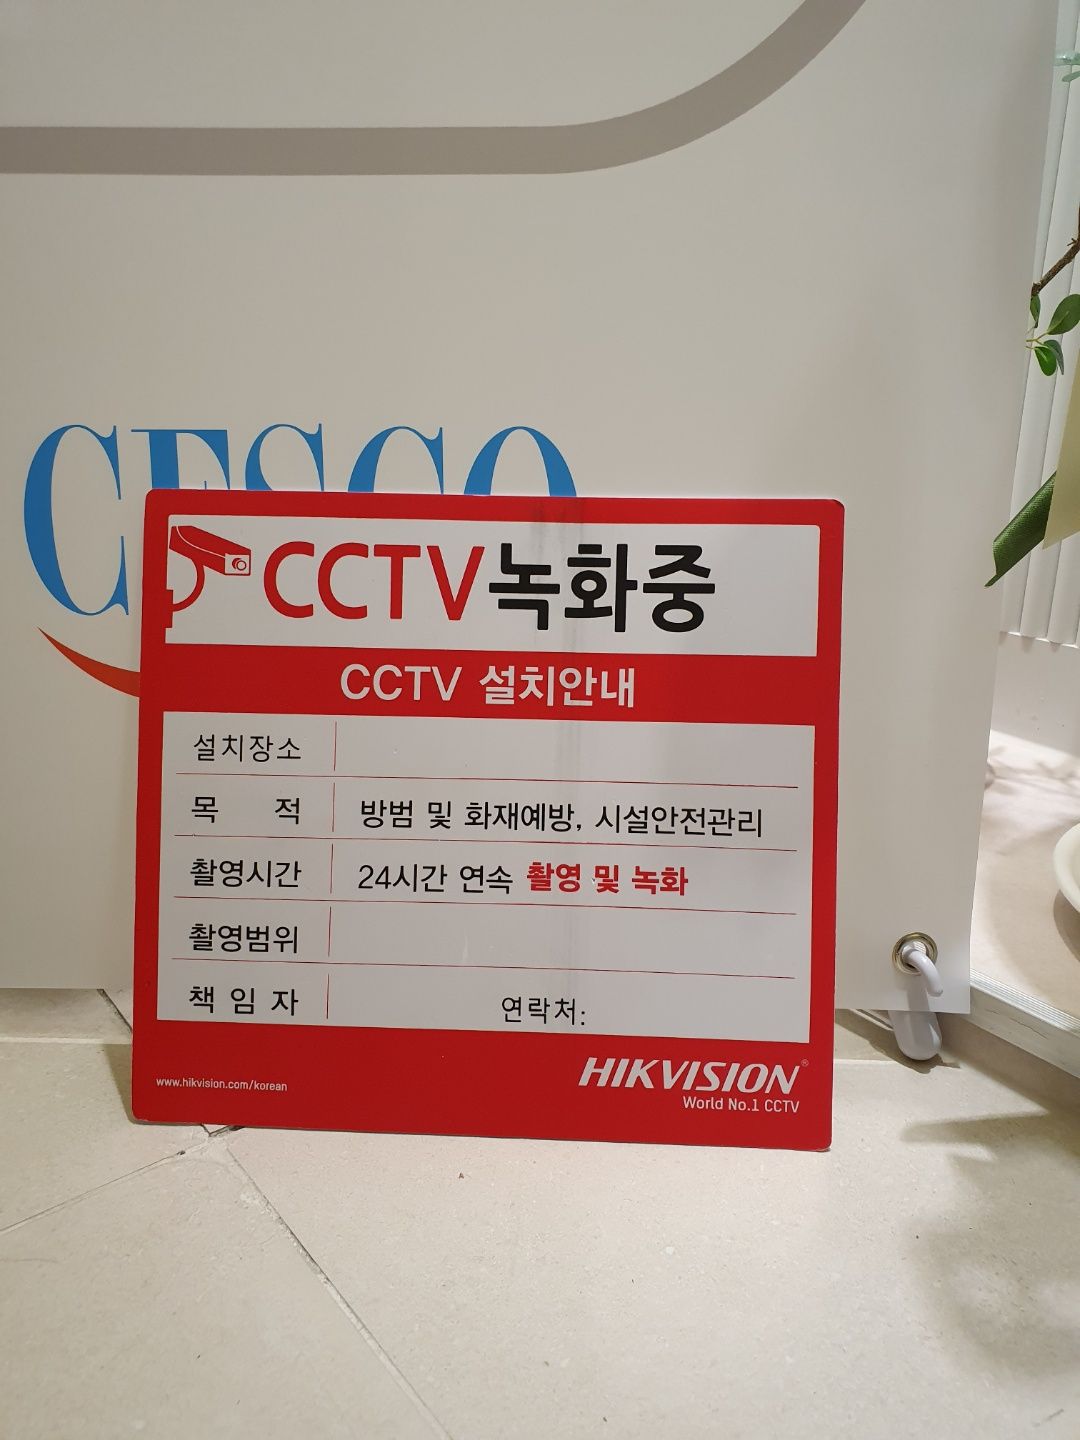 CESCO
CCTV녹화중
CCTV 설치안내
설치장소
목 적 방범 및 화재예방, 시설안전관리
촬영시간 24시간 연속 촬영 및 녹화
촬영범위
책 임 자 연락처:
www.hikvision.com/korean
HIKVISION®
World No.1 CCTV